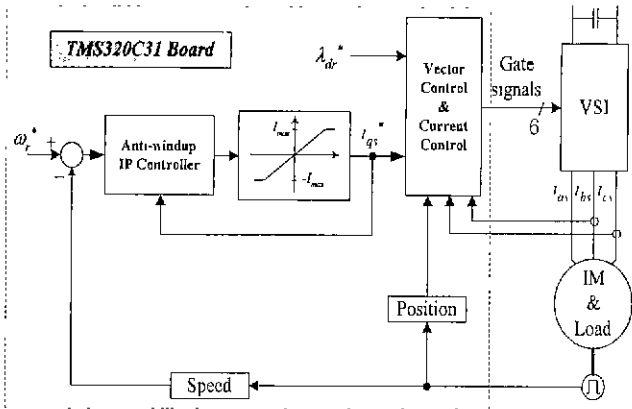 TMS320C31 Board
λdr*
Vector
Control
&
Current
Control
Gate
signals
6
VSI
ωr*
+
−
Anti-windup
IP Controller
Imax
-Imax
iqs*
ias ibs ics
IM
&
Load
Position
Speed